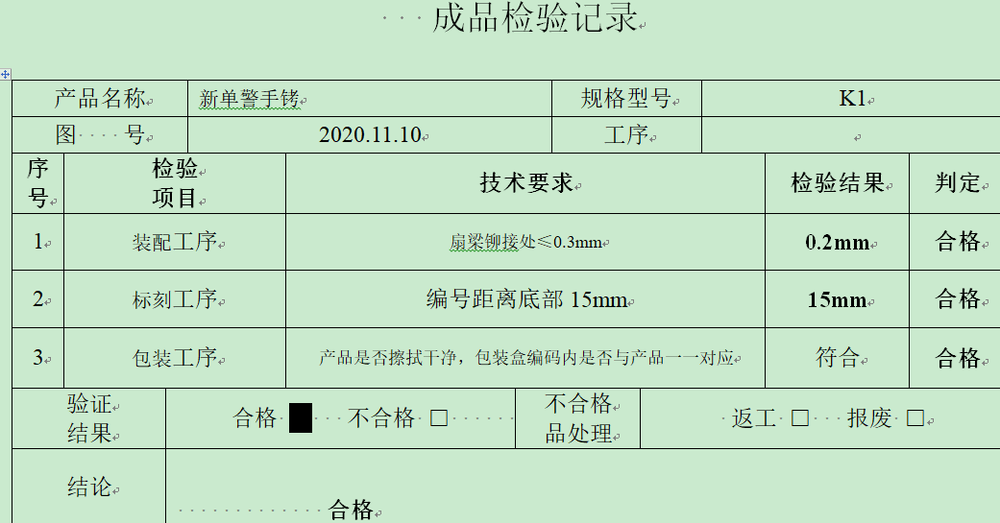 成品检验记录
产品名称 新单警手铐 规格型号 K1
图 号 2020.11.10 工序
序号 检验项目 技术要求 检验结果 判定
1 装配工序 扇梁铆接处≤0.3mm 0.2mm 合格
2 标刻工序 编号距离底部 15mm 15mm 合格
3 包装工序 产品是否擦拭干净，包装盒编码内是否与产品一一对应 符合 合格
验证结果 合格 ■ 不合格 □ 不合格品处理 返工 □ 报废 □
结论 合格